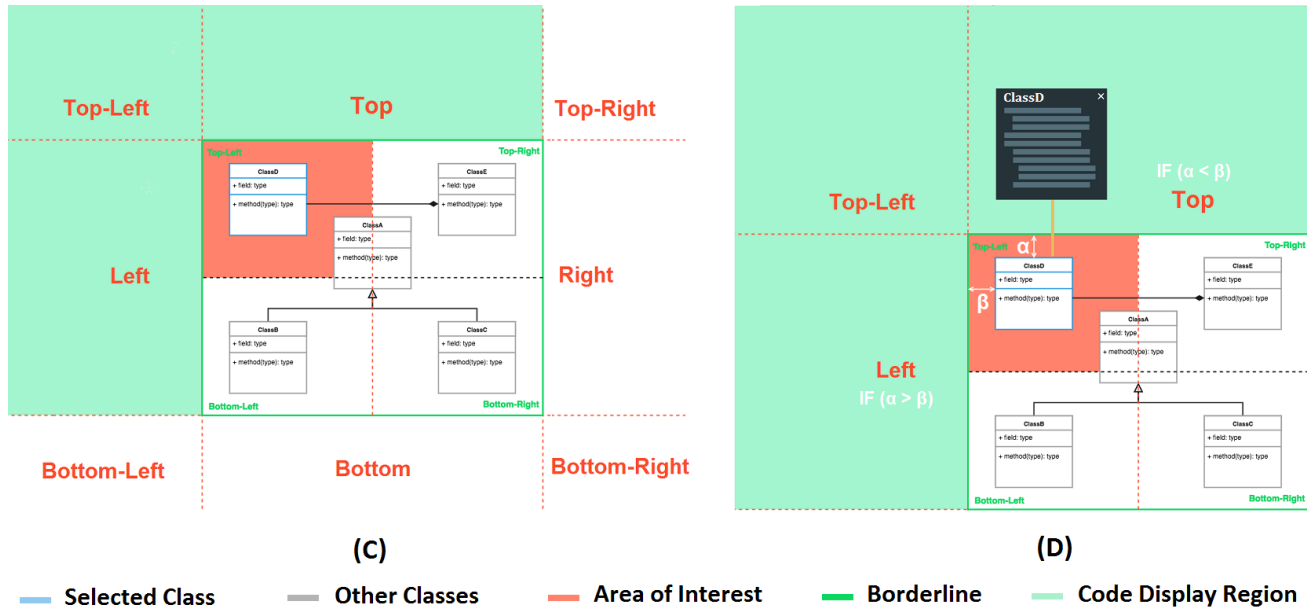 Top-Left
Top
Top-Right
Top-Left
Top-Right
ClassD
+ field: type
+ method(type): type
ClassE
+ field: type
+ method(type): type
ClassA
+ field: type
+ method(type): type
Left
Right
ClassB
+ field: type
+ method(type): type
ClassC
+ field: type
+ method(type): type
Bottom-Left
Bottom-Right
Bottom-Left
Bottom
Bottom-Right
(C)
ClassD
×
IF (α < β)
Top-Left
Top
Top-Left
α
Top-Right
ClassD
+ field: type
+ method(type): type
β
ClassE
+ field: type
+ method(type): type
ClassA
+ field: type
+ method(type): type
Left
IF (α > β)
ClassB
+ field: type
+ method(type): type
ClassC
+ field: type
+ method(type): type
Bottom-Left
Bottom-Right
(D)
Selected Class
Other Classes
Area of Interest
Borderline
Code Display Region